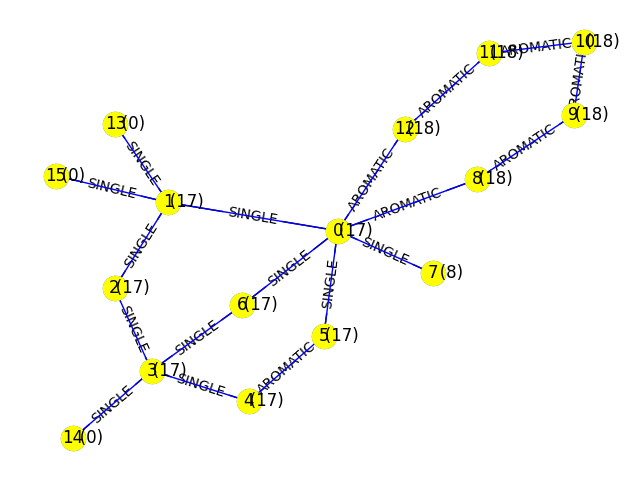 10(18)
11(18)
AROMATIC
AROMATIC
AROMATIC
9(18)
13(0)
12(18)
AROMATIC
SINGLE
AROMATIC
15(0)
SINGLE
8(18)
1(17)
AROMATIC
SINGLE
0(17)
SINGLE
SINGLE
7(8)
SINGLE
SINGLE
2(17)
6(17)
SINGLE
SINGLE
5(17)
AROMATIC
3(17)
SINGLE
4(17)
SINGLE
14(0)